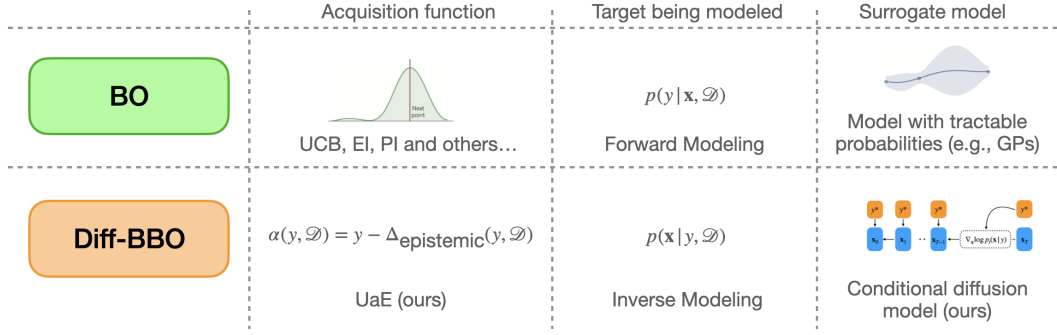 Acquisition function
Target being modeled
Surrogate model
BO
Next
point
UCB, EI, PI and others…
p(y | x, 𝒟)
Forward Modeling
Model with tractable
probabilities (e.g., GPs)
Diff-BBO
α(y, 𝒟) = y − Δepistemic(y, 𝒟)
UaE (ours)
p(x | y, 𝒟)
Inverse Modeling
y* y* y* y*
x₀ x₁ ·· x_{T−1} ∇ₓ log pₜ(x | y) x_T
Conditional diffusion
model (ours)